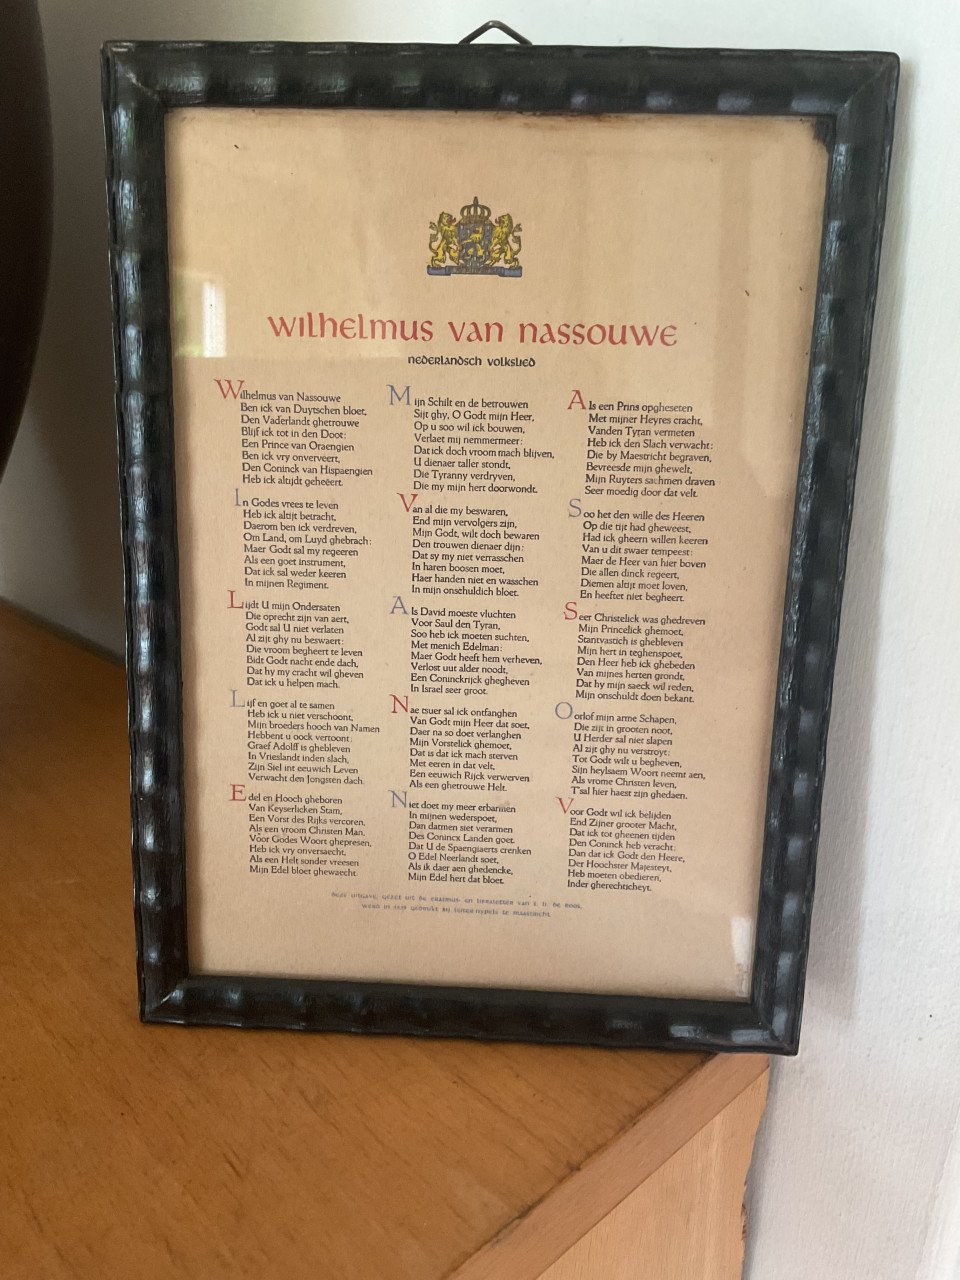 wilhelmus van nassouwe
nederlandsch volkslied
Wilhelmus van Nassouwe
Ben ick van Duytschen bloet,
Den Vaderlandt ghetrouwe
Blijf ick tot in den Doot:
Een Prince van Oraengien
Ben ick vry onverveert,
Den Coninck van Hispaengien
Heb ick altijdt geheëert.
In Godes vrees te leven
Heb ick altijt betracht,
Daerom ben ick verdreven,
Om Land, om Luyd ghebrach:
Maer Godt sal my regeeren
Als een goet instrument,
Dat ick sal weder keeren
In mijnen Regiment.
Lijdt U mijn Ondersaten
Die oprecht zijn van aert,
Godt sal U niet verlaten
Al zijt ghy nu beswaert:
Die vroom begheert te leven
Bidt Godt nacht ende dach,
Dat hy my cracht wil gheven
Dat ick u helpen mach.
Lijf en goet al te samen
Heb ick u niet verschoont,
Mijn broeders hooch van Namen
Hebbent u oock vertoont:
Graef Adolff is ghebleven
In Vrieslandt inden slach,
Zijn Siel int eeuwich Leven
Verwacht den Jongsten dach.
Edel en Hooch gheboren
Van Keyserlicken Stam,
Een Vorst des Rijks vercoren,
Als een vroom Christen Man,
Voor Godes Woort ghepresen,
Heb ick vry onversaecht,
Als een Helt sonder vreesen
Mijn Edel bloet ghewaecht.
Mijn Schilt en de betrouwen
Sijt ghy, O Godt mijn Heer,
Op u soo wil ick bouwen,
Verlaet mij nemmermeer:
Dat ick doch vroom mach blijven,
U dienaer taller stondt,
Die Tyranny verdryven,
Die my mijn hert doorwondt.
Van al die my beswaren,
End mijn vervolgers zijn,
Mijn Godt, wilt doch bewaren
Den trouwen dienaer dijn:
Dat sy my niet verrasschen
In haren boosen moet,
Haer handen niet en wasschen
In mijn onschuldich bloet.
Als David moeste vluchten
Voor Saul den Tyran,
Soo heb ick moeten suchten,
Met menich Edelman:
Maer Godt heeft hem verheven,
Verlost uut alder noodt,
Een Coninckrijck ghegheven
In Israel seer groot.
Nae tsuer sal ick ontfanghen
Van Godt mijn Heer dat soet,
Daer na so doet verlanghen
Mijn Vorstelick ghemoet,
Dat is dat ick mach sterven
Met eeren in dat velt,
Een eeuwich Rijck verwerven
Als een ghetrouwe Helt.
Niet doet my meer erbarmen
In mijnen wederspoet,
Dan datmen siet verarmen
Des Conincx Landen goet.
Dat U de Spaengiaerts crenken
O Edel Neerlandt soet,
Als ik daer aen ghedencke,
Mijn Edel hert dat bloet.
Als een Prins opgheseten
Met mijner Heyres cracht,
Vanden Tyran vermeten
Heb ick den Slach verwacht:
Die by Maestricht begraven,
Bevreesde mijn ghewelt,
Mijn Ruyters sachmen draven
Seer moedig door dat velt.
Soo het den wille des Heeren
Op die tijt had gheweest,
Had ick gheern willen keeren
Van u dit swaer tempeest:
Maer de Heer van hier boven
Die allen dinck regeert,
Diemen altijt moet loven,
En heeftet niet begheert.
Seer Christelick was ghedreven
Mijn Princelick ghemoet,
Stantvastich is ghebleven
Mijn hert in teghenspoet,
Den Heer heb ick ghebeden
Van mijnes herten grondt,
Dat hy mijn saeck wil reden,
Mijn onschuldt doen bekant.
Oorlof mijn arme Schapen,
Die zijt in grooten noot,
U Herder sal niet slapen
Al zijt ghy nu verstroyt:
Tot Godt wilt u begheven,
Sijn heylsaem Woort neemt aen,
Als vrome Christen leven,
T'sal hier haest zijn ghedaen.
Voor Godt wil ick belijden
End Zijner grooter Macht,
Dat ick tot gheenen tijden
Den Coninck heb veracht:
Dan dat ick Godt den Heere,
Der Hoochster Majesteyt,
Heb moeten obedieren,
Inder gherechticheyt.
deze uitgave, gezet uit de erasmus- en libraletter van s. h. de roos,
werd in 1939 gedrukt bij leiter-nypels te maastricht